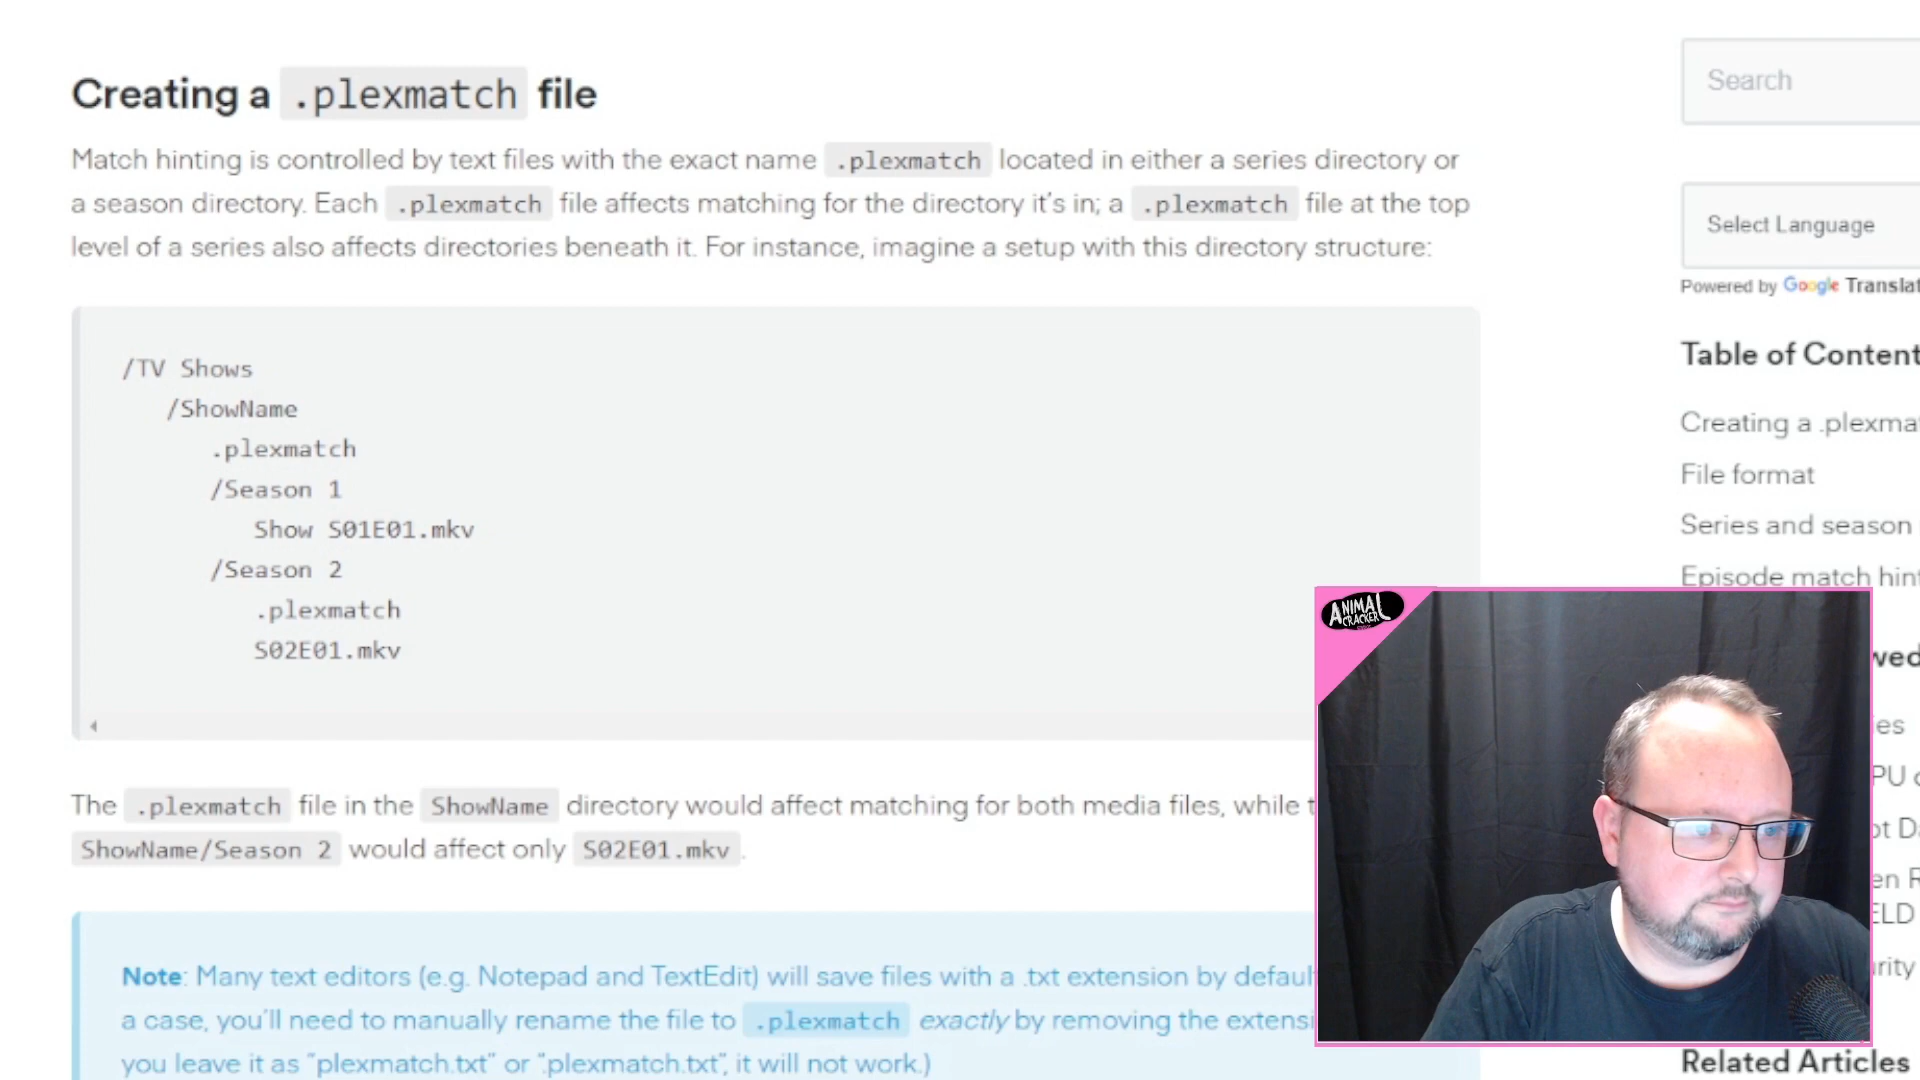 Creating a .plexmatch file
Match hinting is controlled by text files with the exact name .plexmatch located in either a series directory or
a season directory. Each .plexmatch file affects matching for the directory it's in; a .plexmatch file at the top
level of a series also affects directories beneath it. For instance, imagine a setup with this directory structure:
/TV Shows
/ShowName
.plexmatch
/Season 1
Show S01E01.mkv
/Season 2
.plexmatch
S02E01.mkv
The .plexmatch file in the ShowName directory would affect matching for both media files, while
ShowName/Season 2 would affect only S02E01.mkv.
Note: Many text editors (e.g. Notepad and TextEdit) will save files with a .txt extension by defaul
a case, you'll need to manually rename the file to .plexmatch exactly by removing the extensi
you leave it as "plexmatch.txt" or ".plexmatch.txt", it will not work.)
Search
Select Language
Powered by Google Translat
Table of Content
Creating a .plexma
File format
Series and season
Episode match hin
ANIMAL
CRACKER
Related Articles